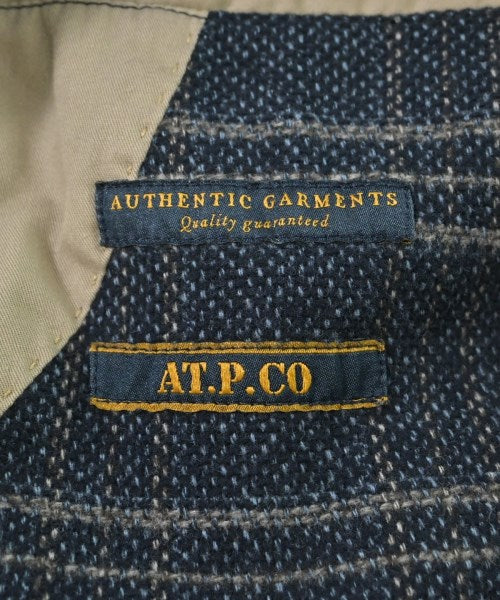 AUTHENTIC GARMENTS
Quality guaranteed
AT.P.CO